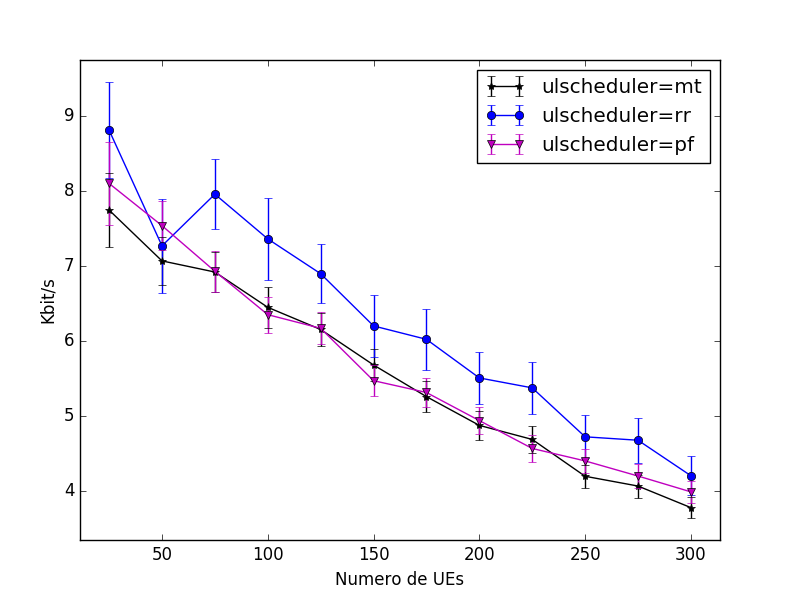 ulscheduler=mt
ulscheduler=rr
ulscheduler=pf
Kbit/s
9
8
7
6
5
4
50 100 150 200 250 300
Numero de UEs